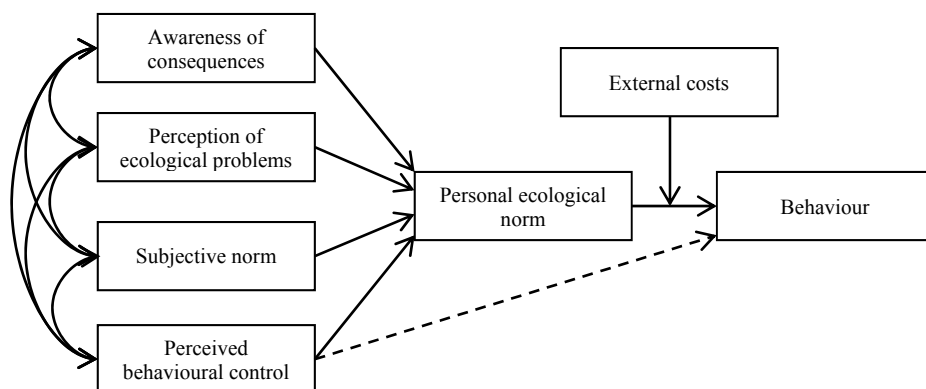 Awareness of
consequences
External costs
Perception of
ecological problems
Personal ecological
norm
Behaviour
Subjective norm
Perceived
behavioural control